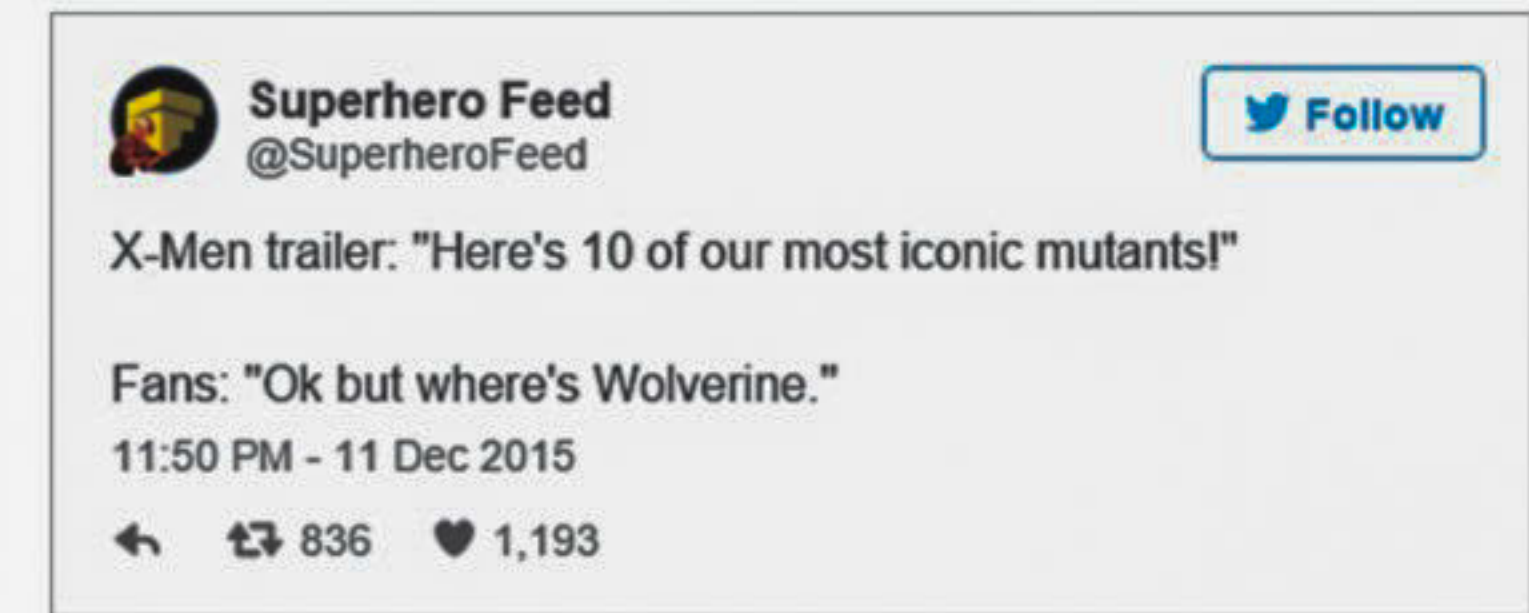 Superhero Feed
@SuperheroFeed
Follow
X-Men trailer: "Here's 10 of our most iconic mutants!"
Fans: "Ok but where's Wolverine."
11:50 PM - 11 Dec 2015
836 1,193